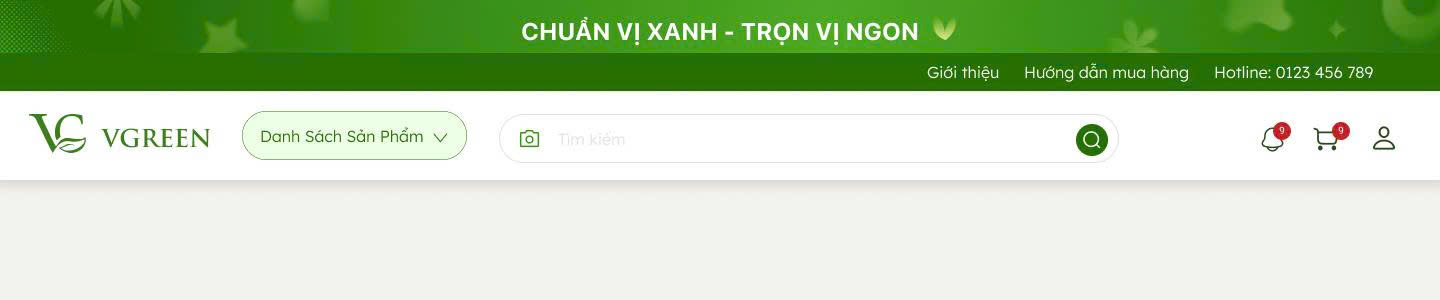 CHUẨN VỊ XANH - TRỌN VỊ NGON
Giới thiệu Hướng dẫn mua hàng Hotline: 0123 456 789
VG VGREEN Danh Sách Sản Phẩm Tìm kiếm 9 9